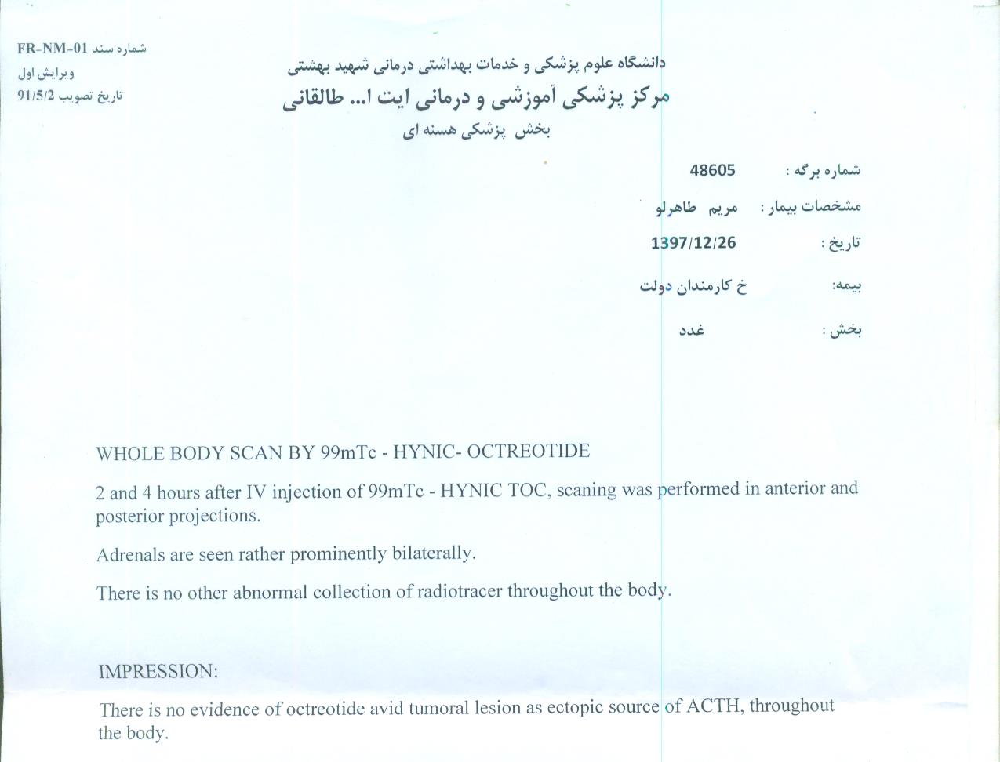 شماره سند FR-NM-01
ویرایش اول
تاریخ تصویب 91/5/2
دانشگاه علوم پزشکی و خدمات بهداشتی درمانی شهید بهشتی
مرکز پزشکی آموزشی و درمانی ایت ا... طالقانی
بخش پزشکی هسته ای
شماره برگه : 48605
مشخصات بیمار : مریم طاهرلو
تاریخ : 1397/12/26
بیمه: خ کارمندان دولت
بخش : غدد
WHOLE BODY SCAN BY 99mTc - HYNIC- OCTREOTIDE
2 and 4 hours after IV injection of 99mTc - HYNIC TOC, scaning was performed in anterior and
posterior projections.
Adrenals are seen rather prominently bilaterally.
There is no other abnormal collection of radiotracer throughout the body.
IMPRESSION:
There is no evidence of octreotide avid tumoral lesion as ectopic source of ACTH, throughout
the body.